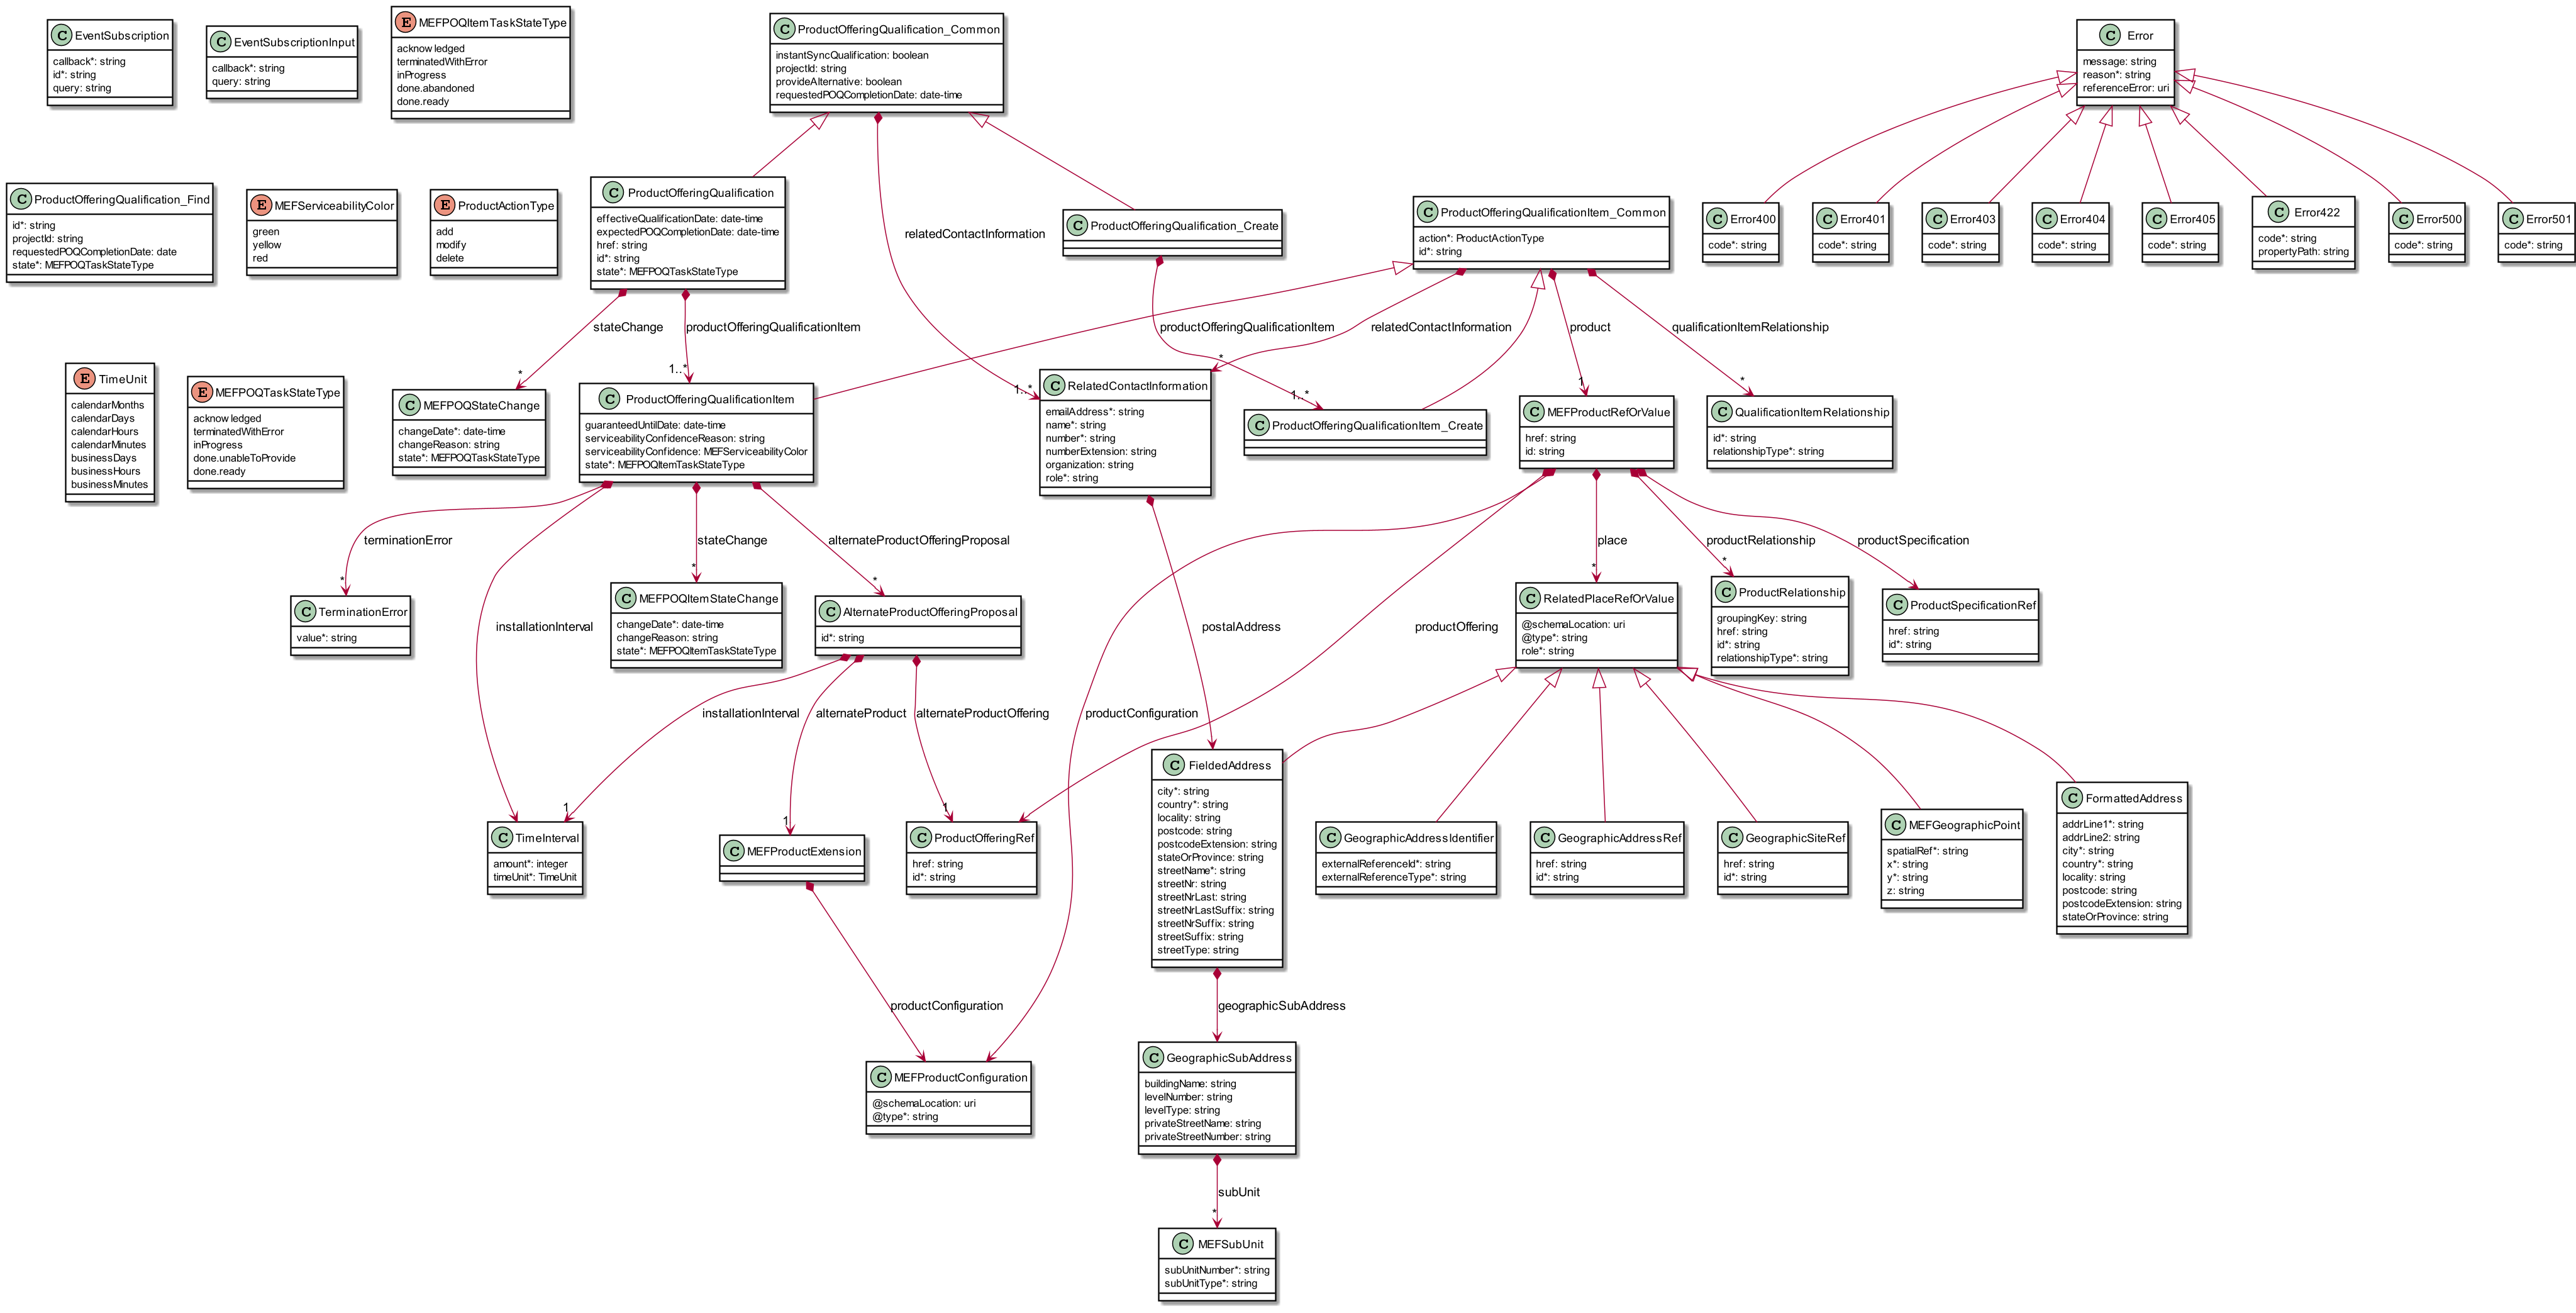 C EventSubscription
callback*: string
id*: string
query: string
C EventSubscriptionInput
callback*: string
query: string
E MEFPOQItemTaskStateType
acknowledged
terminatedWithError
inProgress
done.abandoned
done.ready
C ProductOfferingQualification_Common
instantSyncQualification: boolean
projectId: string
provideAlternative: boolean
requestedPOQCompletionDate: date-time
C Error
message: string
reason*: string
referenceError: uri
C ProductOfferingQualification_Find
id*: string
projectId: string
requestedPOQCompletionDate: date
state*: MEFPOQTaskStateType
E MEFServiceabilityColor
green
yellow
red
E ProductActionType
add
modify
delete
C ProductOfferingQualification
effectiveQualificationDate: date-time
expectedPOQCompletionDate: date-time
href: string
id*: string
state*: MEFPOQTaskStateType
relatedContactInformation
C ProductOfferingQualification_Create
C ProductOfferingQualificationItem_Common
action*: ProductActionType
id*: string
C Error400
code*: string
C Error401
code*: string
C Error403
code*: string
C Error404
code*: string
C Error405
code*: string
C Error422
code*: string
propertyPath: string
C Error500
code*: string
C Error501
code*: string
stateChange
*
productOfferingQualificationItem
1..*
1..*
productOfferingQualificationItem
1..*
relatedContactInformation
*
product
1
qualificationItemRelationship
*
E TimeUnit
calendarMonths
calendarDays
calendarHours
calendarMinutes
businessDays
businessHours
businessMinutes
E MEFPOQTaskStateType
acknowledged
terminatedWithError
inProgress
done.unableToProvide
done.ready
C MEFPOQStateChange
changeDate*: date-time
changeReason: string
state*: MEFPOQTaskStateType
C ProductOfferingQualificationItem
guaranteedUntilDate: date-time
serviceabilityConfidenceReason: string
serviceabilityConfidence: MEFServiceabilityColor
state*: MEFPOQItemTaskStateType
C RelatedContactInformation
emailAddress*: string
name*: string
number*: string
numberExtension: string
organization: string
role*: string
C ProductOfferingQualificationItem_Create
C MEFProductRefOrValue
href: string
id: string
C QualificationItemRelationship
id*: string
relationshipType*: string
terminationError
*
installationInterval
stateChange
*
alternateProductOfferingProposal
*
postalAddress
productOffering
place
*
productRelationship
*
productSpecification
C TerminationError
value*: string
C MEFPOQItemStateChange
changeDate*: date-time
changeReason: string
state*: MEFPOQItemTaskStateType
C AlternateProductOfferingProposal
id*: string
C RelatedPlaceRefOrValue
@schemaLocation: uri
@type*: string
role*: string
C ProductRelationship
groupingKey: string
href: string
id*: string
relationshipType*: string
C ProductSpecificationRef
href: string
id*: string
installationInterval
1
alternateProduct
1
alternateProductOffering
1
productConfiguration
C TimeInterval
amount*: integer
timeUnit*: TimeUnit
C MEFProductExtension
C ProductOfferingRef
href: string
id*: string
C FieldedAddress
city*: string
country*: string
locality: string
postcode: string
postcodeExtension: string
stateOrProvince: string
streetName*: string
streetNr: string
streetNrLast: string
streetNrLastSuffix: string
streetNrSuffix: string
streetSuffix: string
streetType: string
C GeographicAddressIdentifier
externalReferenceId*: string
externalReferenceType*: string
C GeographicAddressRef
href: string
id*: string
C GeographicSiteRef
href: string
id*: string
C MEFGeographicPoint
spatialRef*: string
x*: string
y*: string
z: string
C FormattedAddress
addrLine1*: string
addrLine2: string
city*: string
country*: string
locality: string
postcode: string
postcodeExtension: string
stateOrProvince: string
productConfiguration
geographicSubAddress
C MEFProductConfiguration
@schemaLocation: uri
@type*: string
C GeographicSubAddress
buildingName: string
levelNumber: string
levelType: string
privateStreetName: string
privateStreetNumber: string
subUnit
*
C MEFSubUnit
subUnitNumber*: string
subUnitType*: string